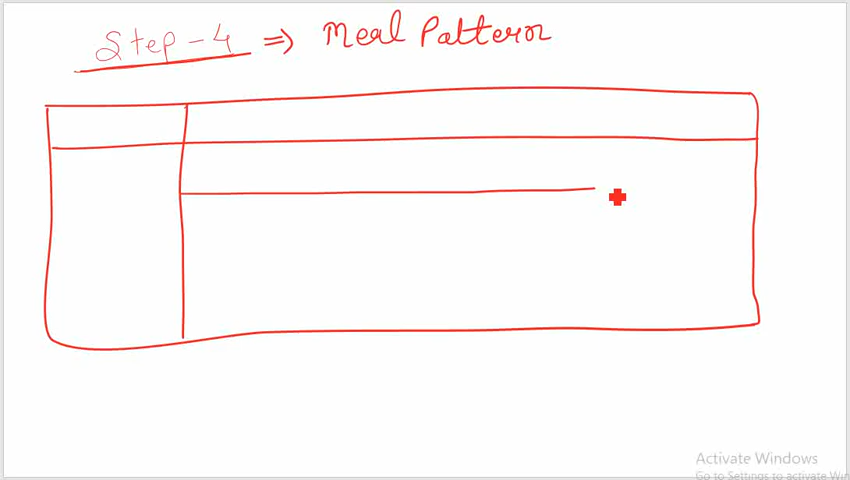 Step-4 ⇒ Meal Pattern
Activate Windows
Go to Settings to activate Win